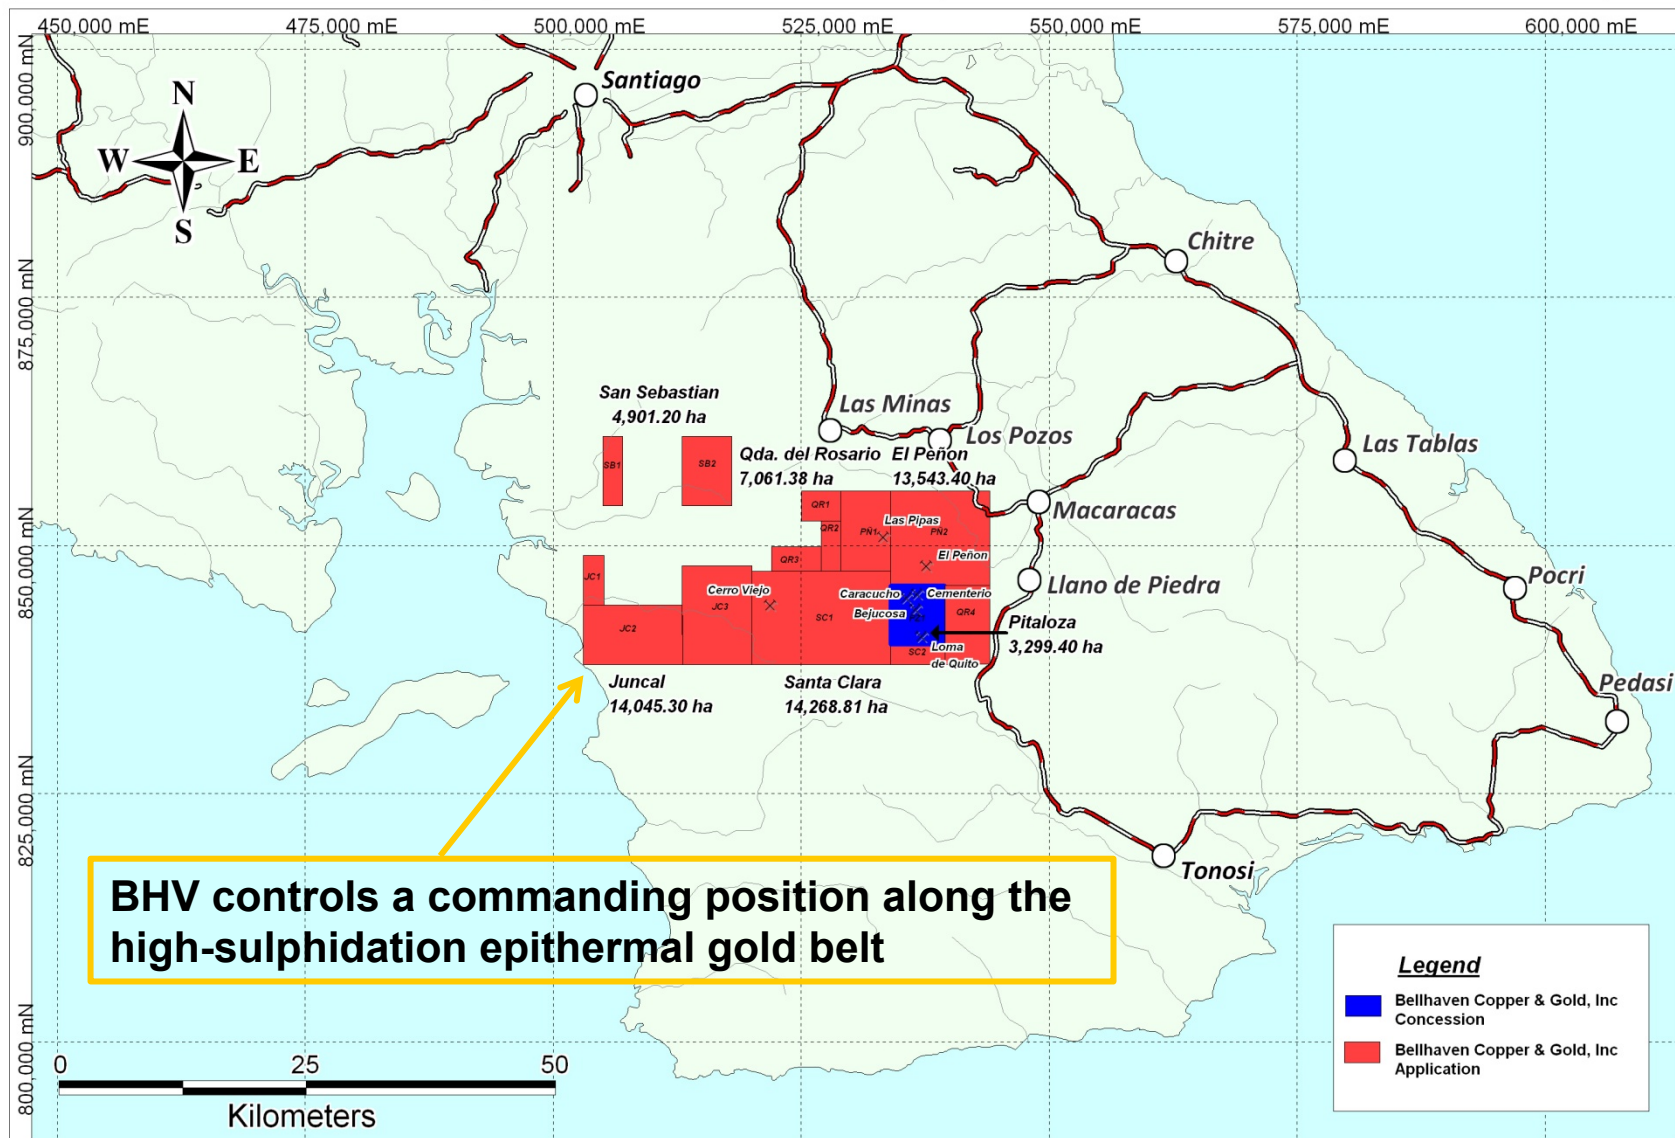 450,000 mE
475,000 mE
500,000 mE
525,000 mE
550,000 mE
575,000 mE
600,000 mE
900,000 mN
875,000 mN
850,000 mN
825,000 mN
800,000 mN
N
W
E
S
Santiago
Chitre
Las Minas
Los Pozos
Las Tablas
Macaracas
Llano de Piedra
Pocri
Pedasi
Tonosi
San Sebastian
4,901.20 ha
SB1
SB2
Qda. del Rosario
7,061.38 ha
El Peñon
13,543.40 ha
QR1
QR2
QR3
PÑ1
Las Pipas
PÑ2
El Peñon
JC1
JC2
JC3
Cerro Viejo
SC1
Caracucho
Cementerio
Bejucosa
QR4
SC2
Loma
de Quito
Pitaloza
3,299.40 ha
Juncal
14,045.30 ha
Santa Clara
14,268.81 ha
BHV controls a commanding position along the
high-sulphidation epithermal gold belt
0
25
50
Kilometers
Legend
Bellhaven Copper & Gold, Inc
Concession
Bellhaven Copper & Gold, Inc
Application